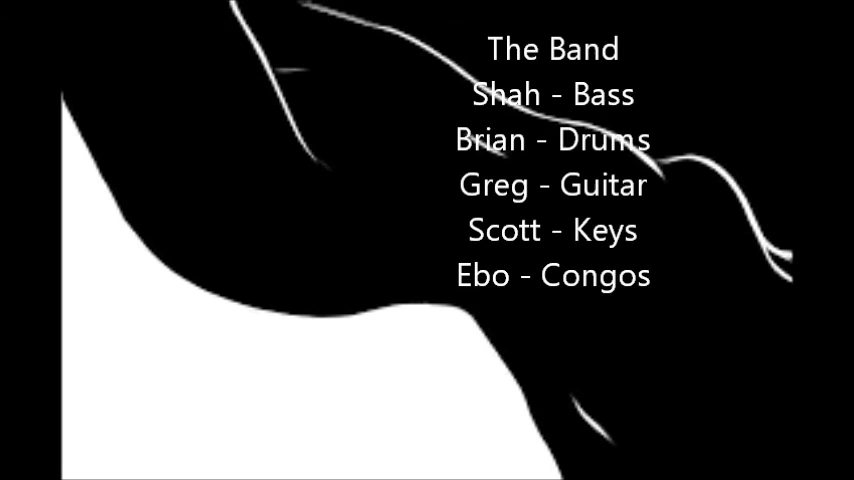 The Band
Shah - Bass
Brian - Drums
Greg - Guitar
Scott - Keys
Ebo - Congos